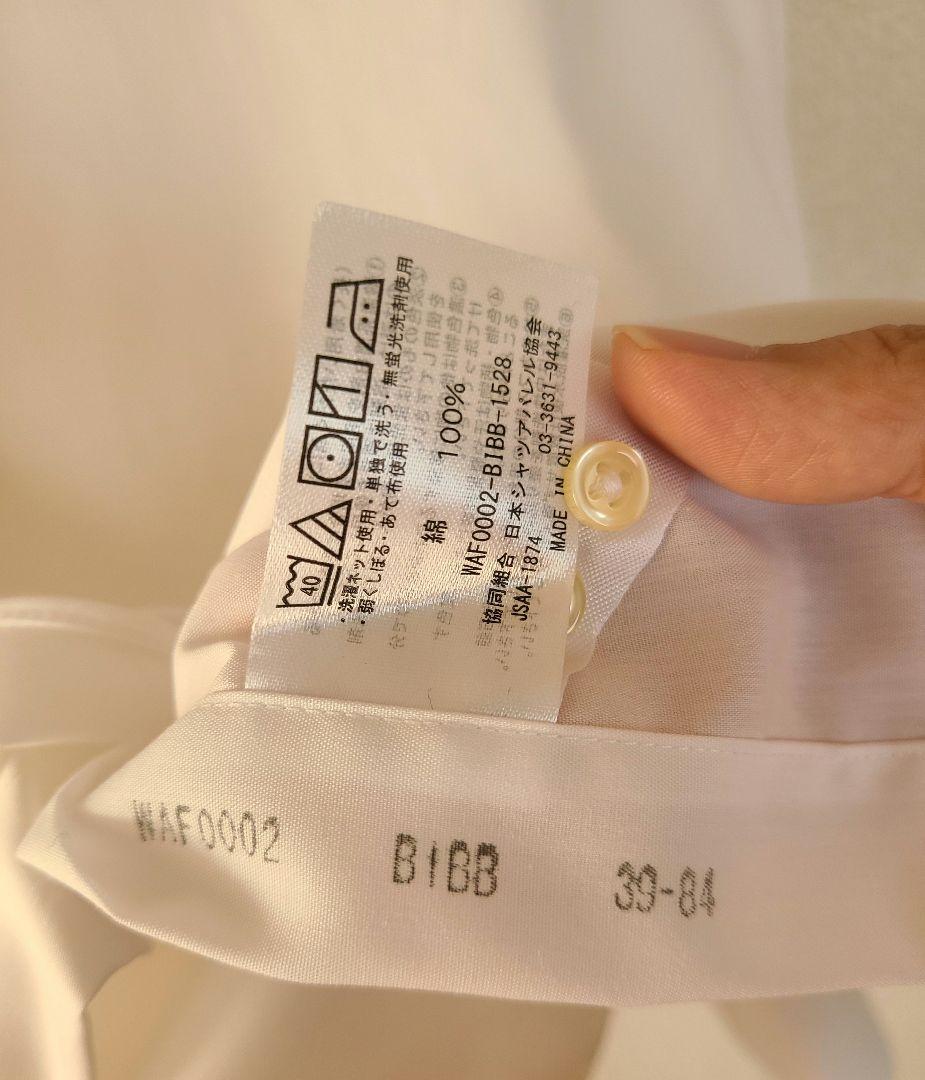 40
・洗濯ネット使用・単独で洗う・無蛍光洗剤使用
・弱くしぼる・あて布使用
綿 100%
WAF0002-BIBB-1528
協同組合 日本シャツアパレル協会
JSAA-1874 03-3631-9443
MADE IN CHINA
WAF0002 BIBB 39-84